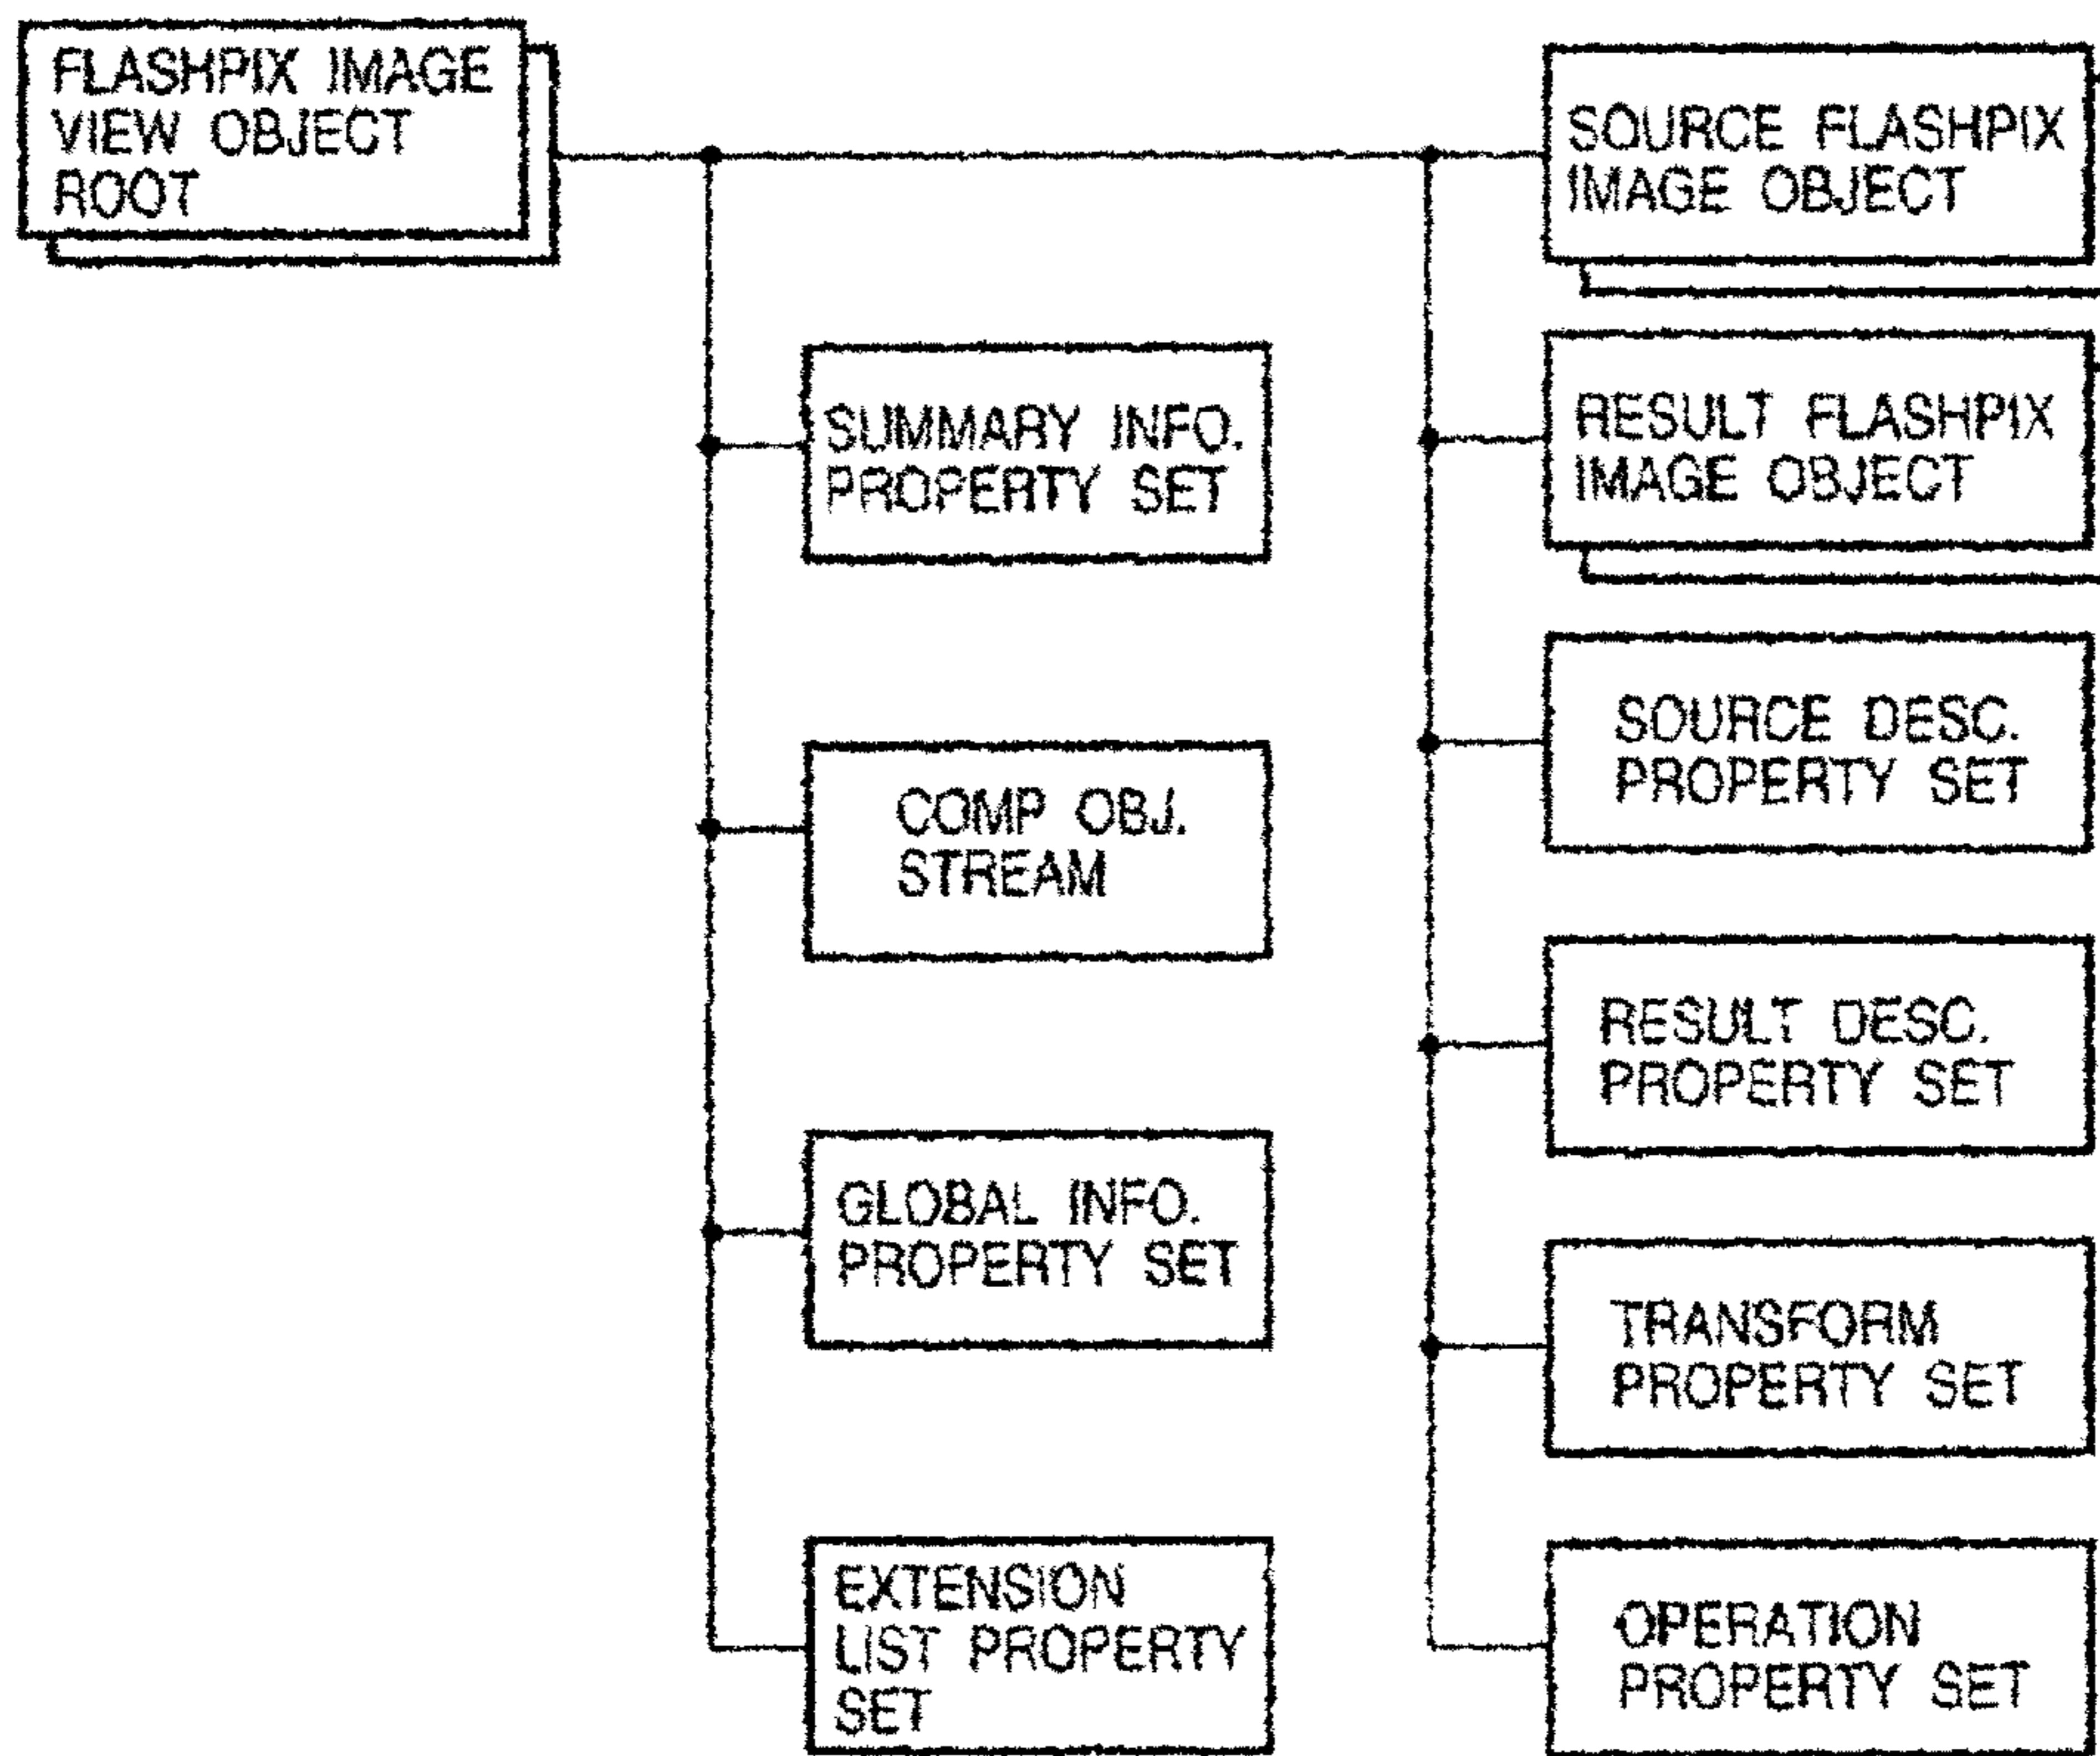 FLASHPIX IMAGE
VIEW OBJECT
ROOT
SUMMARY INFO.
PROPERTY SET
COMP OBJ.
STREAM
GLOBAL INFO.
PROPERTY SET
EXTENSION
LIST PROPERTY
SET
SOURCE FLASHPIX
IMAGE OBJECT
RESULT FLASHPIX
IMAGE OBJECT
SOURCE DESC.
PROPERTY SET
RESULT DESC.
PROPERTY SET
TRANSFORM
PROPERTY SET
OPERATION
PROPERTY SET